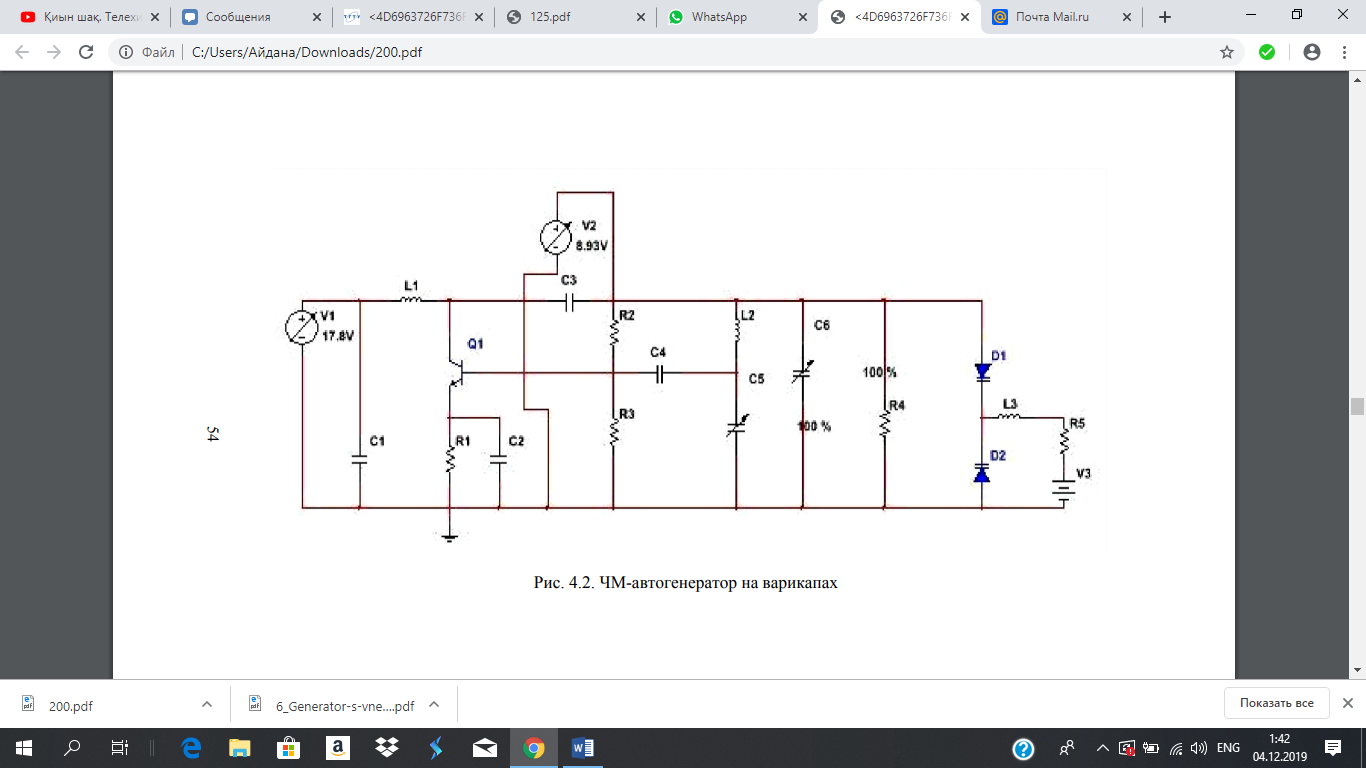 Қиын шақ. Телехи
Сообщения
<4D6963726F736F
125.pdf
WhatsApp
<4D6963726F736F
Почта Mail.ru
Файл | C:/Users/Айдана/Downloads/200.pdf
V2
8.93V
C3
L1
V1
17.8V
R2
L2
C6
Q1
C4
C5
D1
100 %
L3
R4
R3
100 %
R5
C1
R1
C2
D2
V3
54
Рис. 4.2. ЧМ-автогенератор на варикапах
200.pdf
6_Generator-s-vne....pdf
Показать все
ENG
1:42
04.12.2019